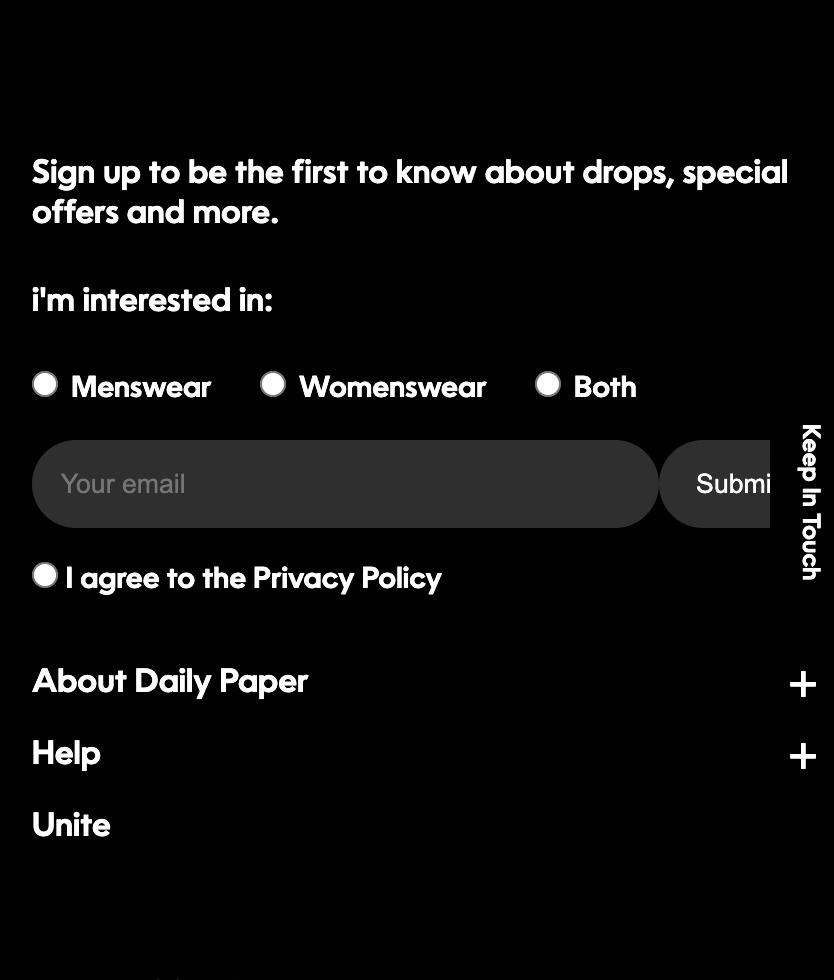 Sign up to be the first to know about drops, special
offers and more.
i'm interested in:
Menswear Womenswear Both
Your email Submi
Keep In Touch
I agree to the Privacy Policy
About Daily Paper +
Help +
Unite